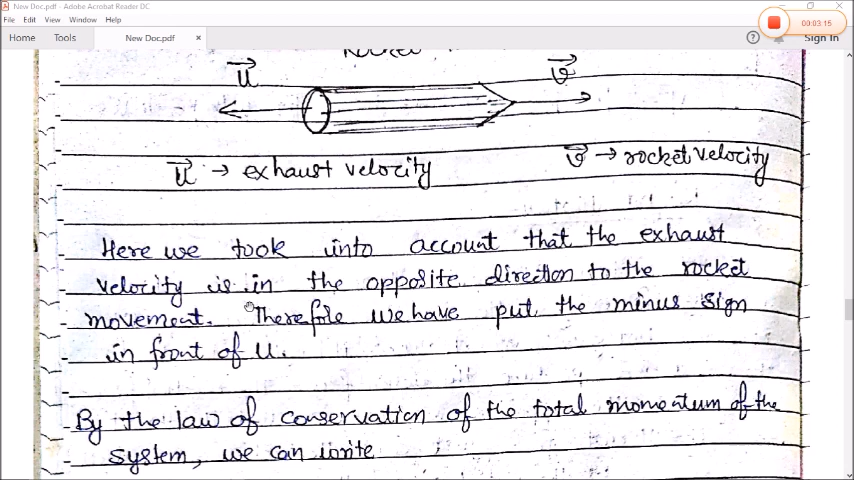 New Doc.pdf - Adobe Acrobat Reader DC
File Edit View Window Help
Home Tools New Doc.pdf × ? Sign In
00:03:15
Rocket
u v
u → exhaust velocity v → rocket velocity
Here we took into account that the exhaust
velocity is in the opposite direction to the rocket
movement. Therefore we have put the minus sign
in front of u.
By the law of conservation of the total momentum of the
system, we can write